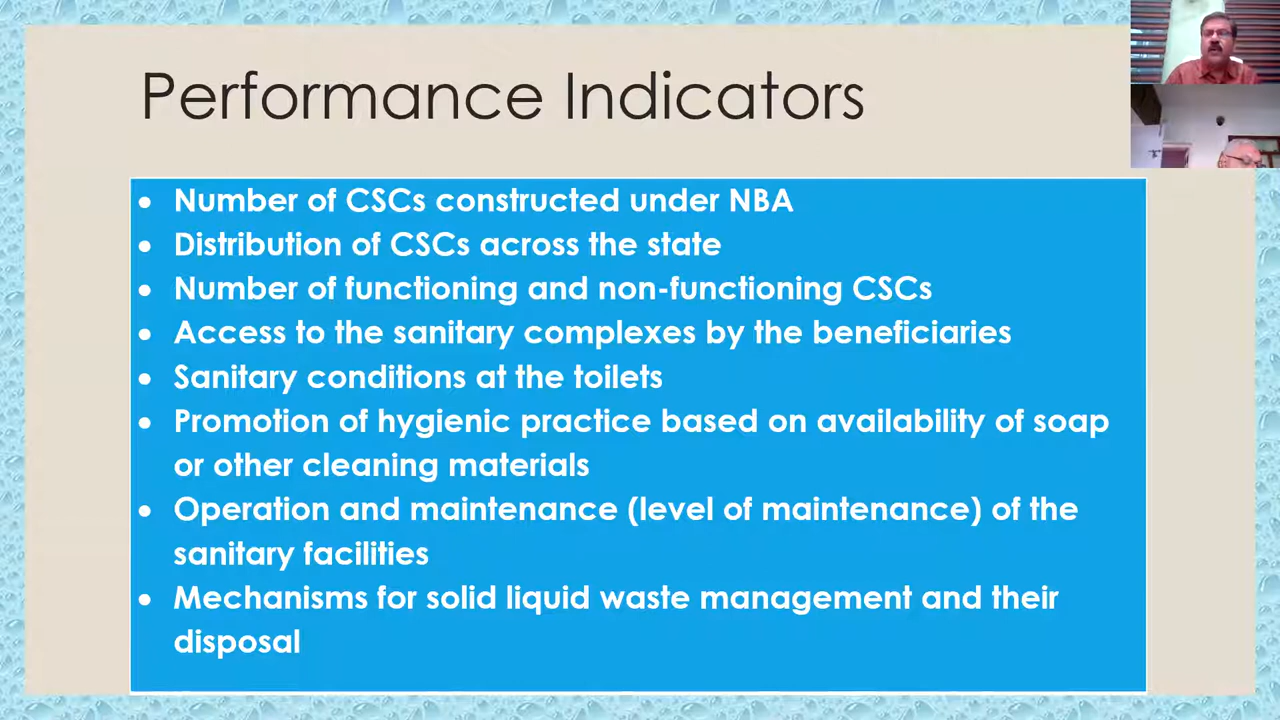 Performance Indicators
• Number of CSCs constructed under NBA
• Distribution of CSCs across the state
• Number of functioning and non-functioning CSCs
• Access to the sanitary complexes by the beneficiaries
• Sanitary conditions at the toilets
• Promotion of hygienic practice based on availability of soap
or other cleaning materials
• Operation and maintenance (level of maintenance) of the
sanitary facilities
• Mechanisms for solid liquid waste management and their
disposal